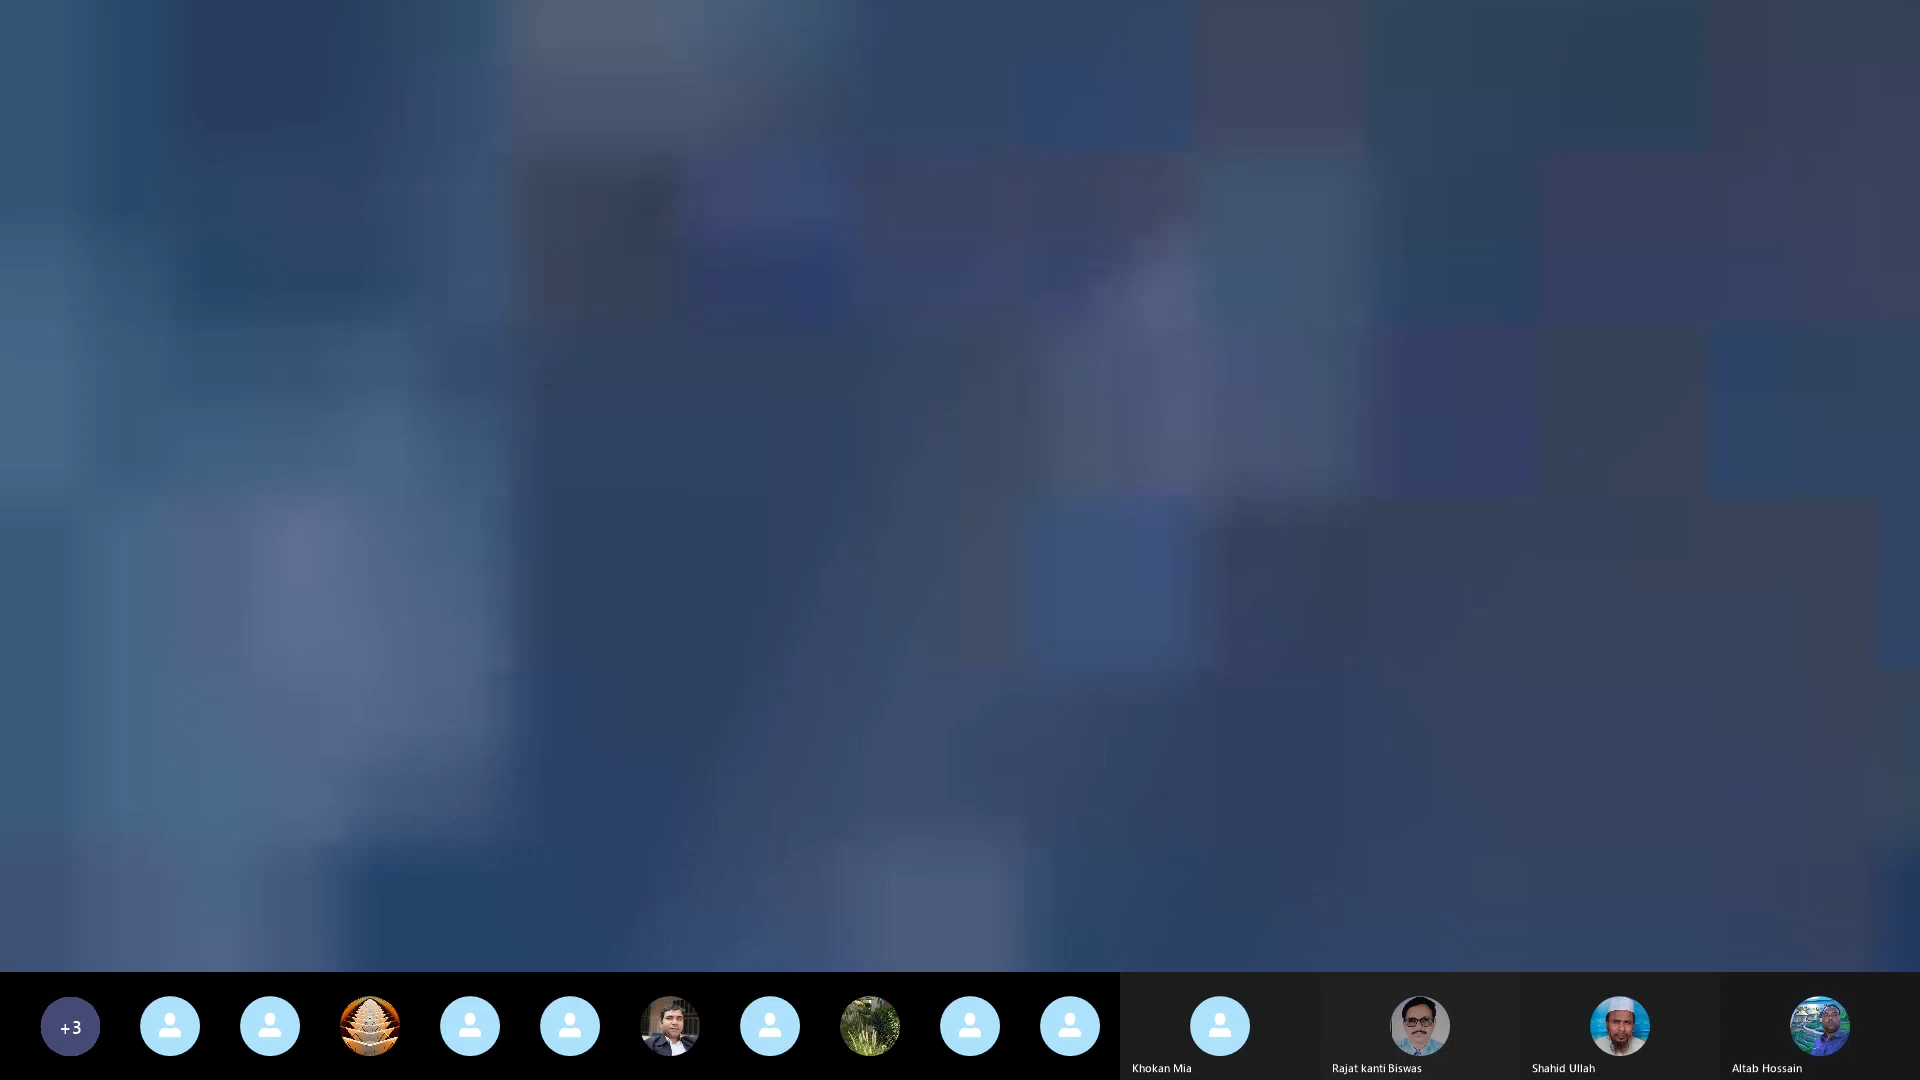 +3
Khokan Mia
Rajat kanti Biswas
Shahid Ullah
Altab Hossain